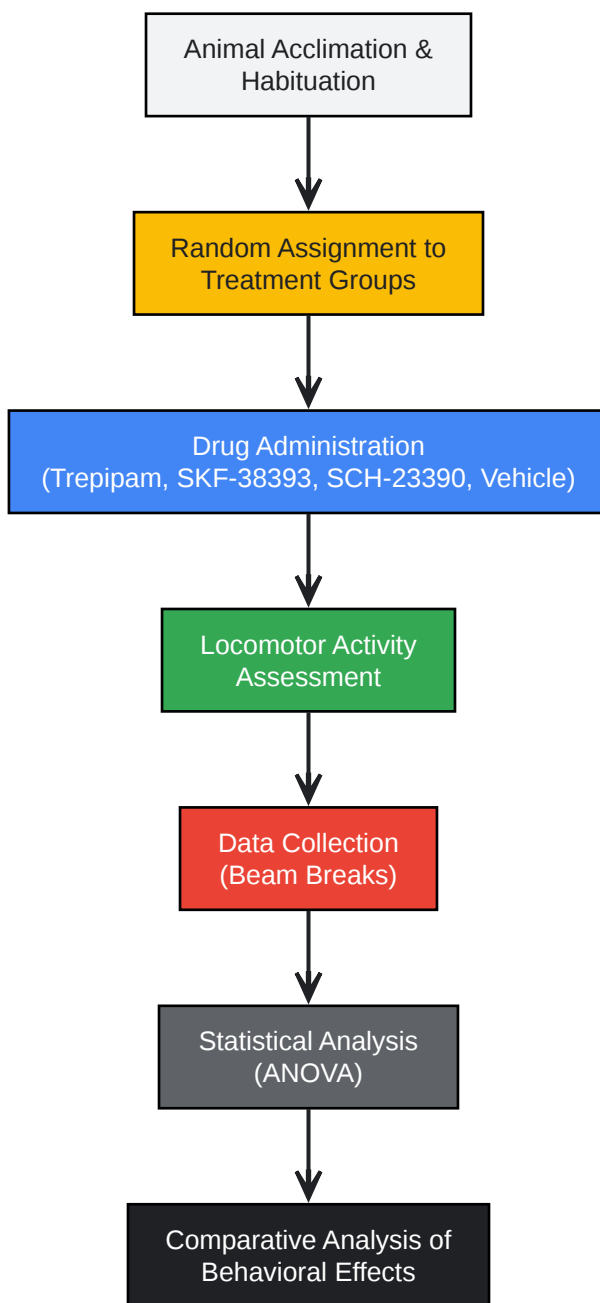 Animal Acclimation &
Habituation
Random Assignment to
Treatment Groups
Drug Administration
(Trepipam, SKF-38393, SCH-23390, Vehicle)
Locomotor Activity
Assessment
Data Collection
(Beam Breaks)
Statistical Analysis
(ANOVA)
Comparative Analysis of
Behavioral Effects